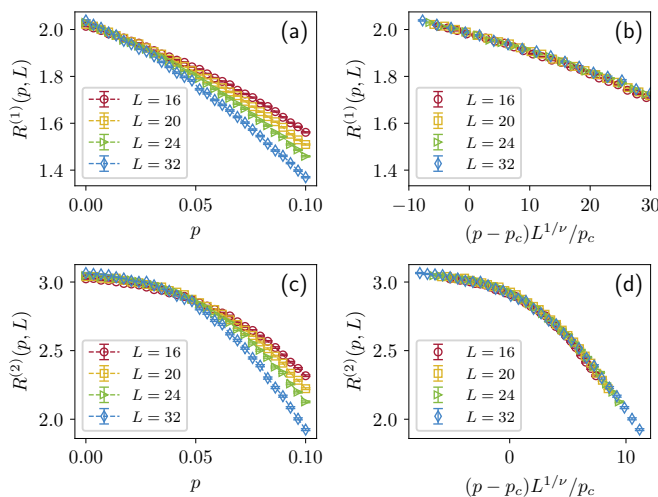 (a)
R^{(1)}(p, L)
2.0
1.8
1.6
1.4
L = 16
L = 20
L = 24
L = 32
0.00
0.05
0.10
p
(b)
R^{(1)}(p, L)
2.0
1.8
1.6
1.4
L = 16
L = 20
L = 24
L = 32
−10
0
10
20
30
(p − p_c)L^{1/ν}/p_c
(c)
R^{(2)}(p, L)
3.0
2.5
2.0
L = 16
L = 20
L = 24
L = 32
0.00
0.05
0.10
p
(d)
R^{(2)}(p, L)
3.0
2.5
2.0
L = 16
L = 20
L = 24
L = 32
0
10
(p − p_c)L^{1/ν}/p_c